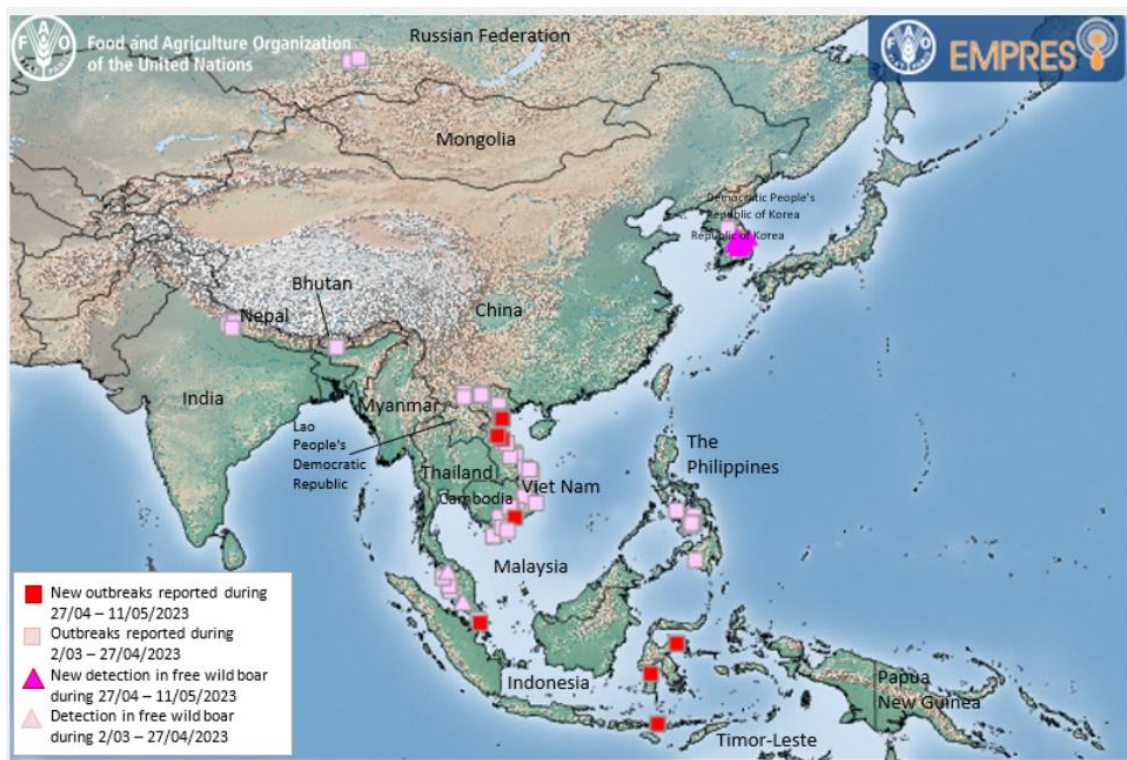 Food and Agriculture Organization
of the United Nations
FAO
FIAT PANIS
Russian Federation
EMPRES
Mongolia
Democratic People's
Republic of Korea
Republic of Korea
Bhutan
China
Nepal
India
Myanmar
Lao
People's
Democratic
Republic
Thailand
Viet Nam
Cambodia
The
Philippines
Malaysia
Indonesia
Papua
New Guinea
Timor-Leste
New outbreaks reported during
27/04 – 11/05/2023
Outbreaks reported during
2/03 – 27/04/2023
New detection in free wild boar
during 27/04 – 11/05/2023
Detection in free wild boar
during 2/03 – 27/04/2023